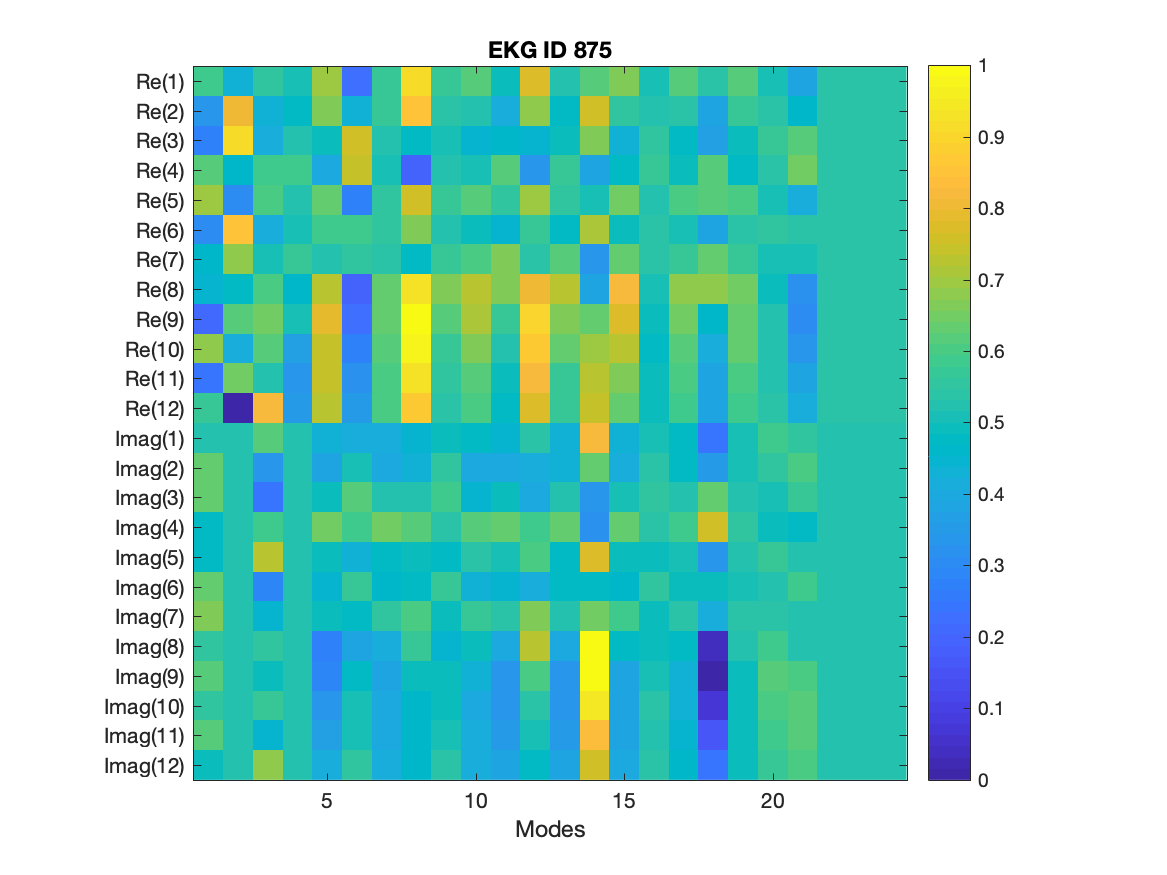 EKG ID 875
Re(1)
Re(2)
Re(3)
Re(4)
Re(5)
Re(6)
Re(7)
Re(8)
Re(9)
Re(10)
Re(11)
Re(12)
Imag(1)
Imag(2)
Imag(3)
Imag(4)
Imag(5)
Imag(6)
Imag(7)
Imag(8)
Imag(9)
Imag(10)
Imag(11)
Imag(12)
5 10 15 20
Modes
1
0.9
0.8
0.7
0.6
0.5
0.4
0.3
0.2
0.1
0